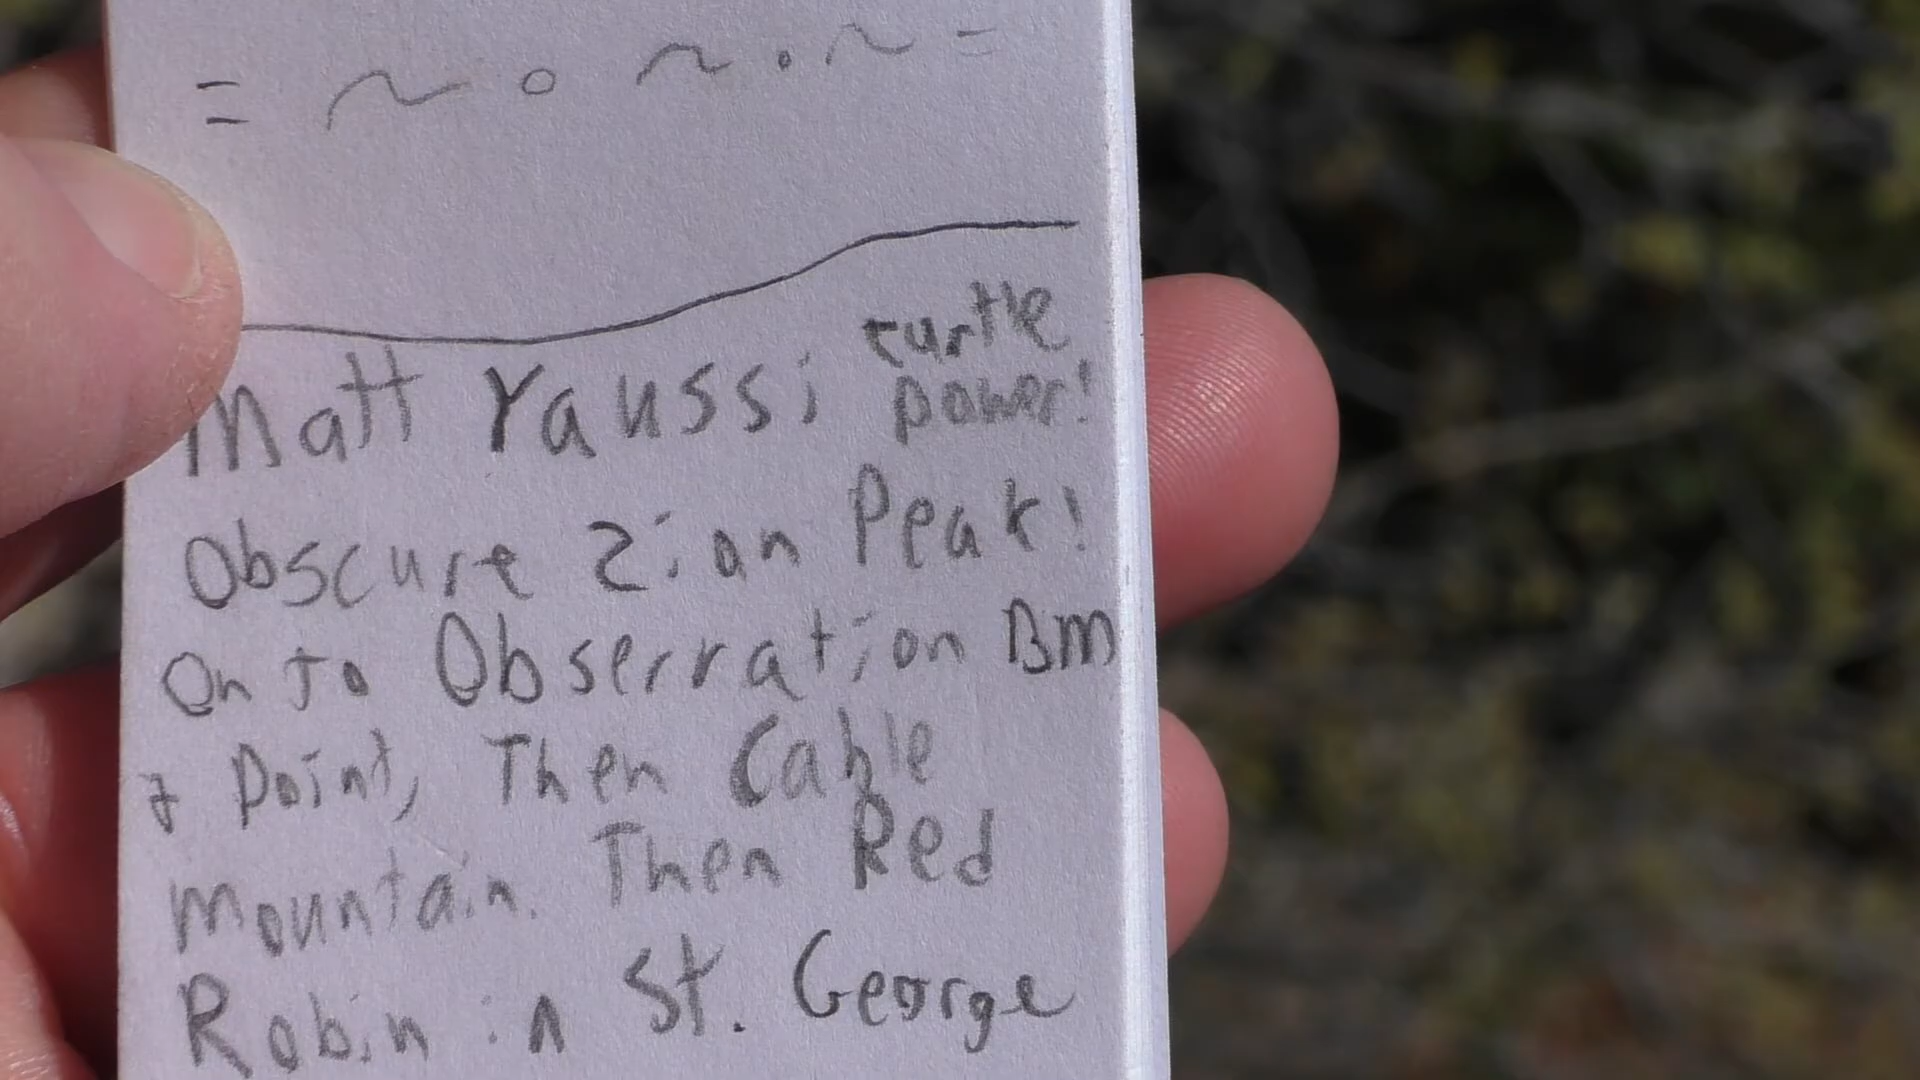 = ~ o ~ . ~ =
Matt Yaussi turtle
power!
Obscure Zion Peak!
On to Observation BM
& Point, Then Cable
Mountain. Then Red
Robin in St. George